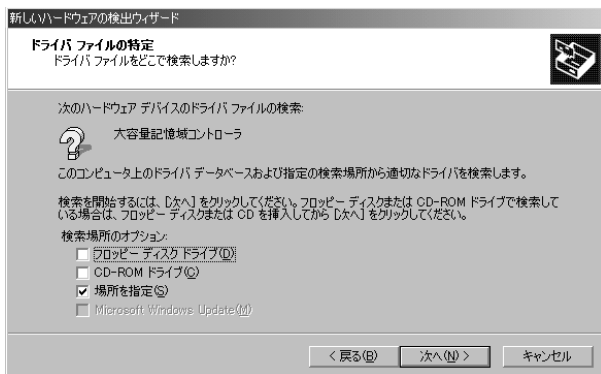 新しいハードウェアの検出ウィザード
ドライバ ファイルの特定
ドライバ ファイルをどこで検索しますか?
次のハードウェア デバイスのドライバ ファイルの検索:
大容量記憶域コントローラ
このコンピュータ上のドライバ データベースおよび指定の検索場所から適切なドライバを検索します。
検索を開始するには、[次へ] をクリックしてください。フロッピー ディスクまたは CD-ROM ドライブで検索して
いる場合は、フロッピー ディスクまたは CD を挿入してから [次へ] をクリックしてください。
検索場所のオプション:
フロッピー ディスク ドライブ(D)
CD-ROM ドライブ(C)
場所を指定(S)
Microsoft Windows Update(M)
< 戻る(B) 次へ(N) > キャンセル